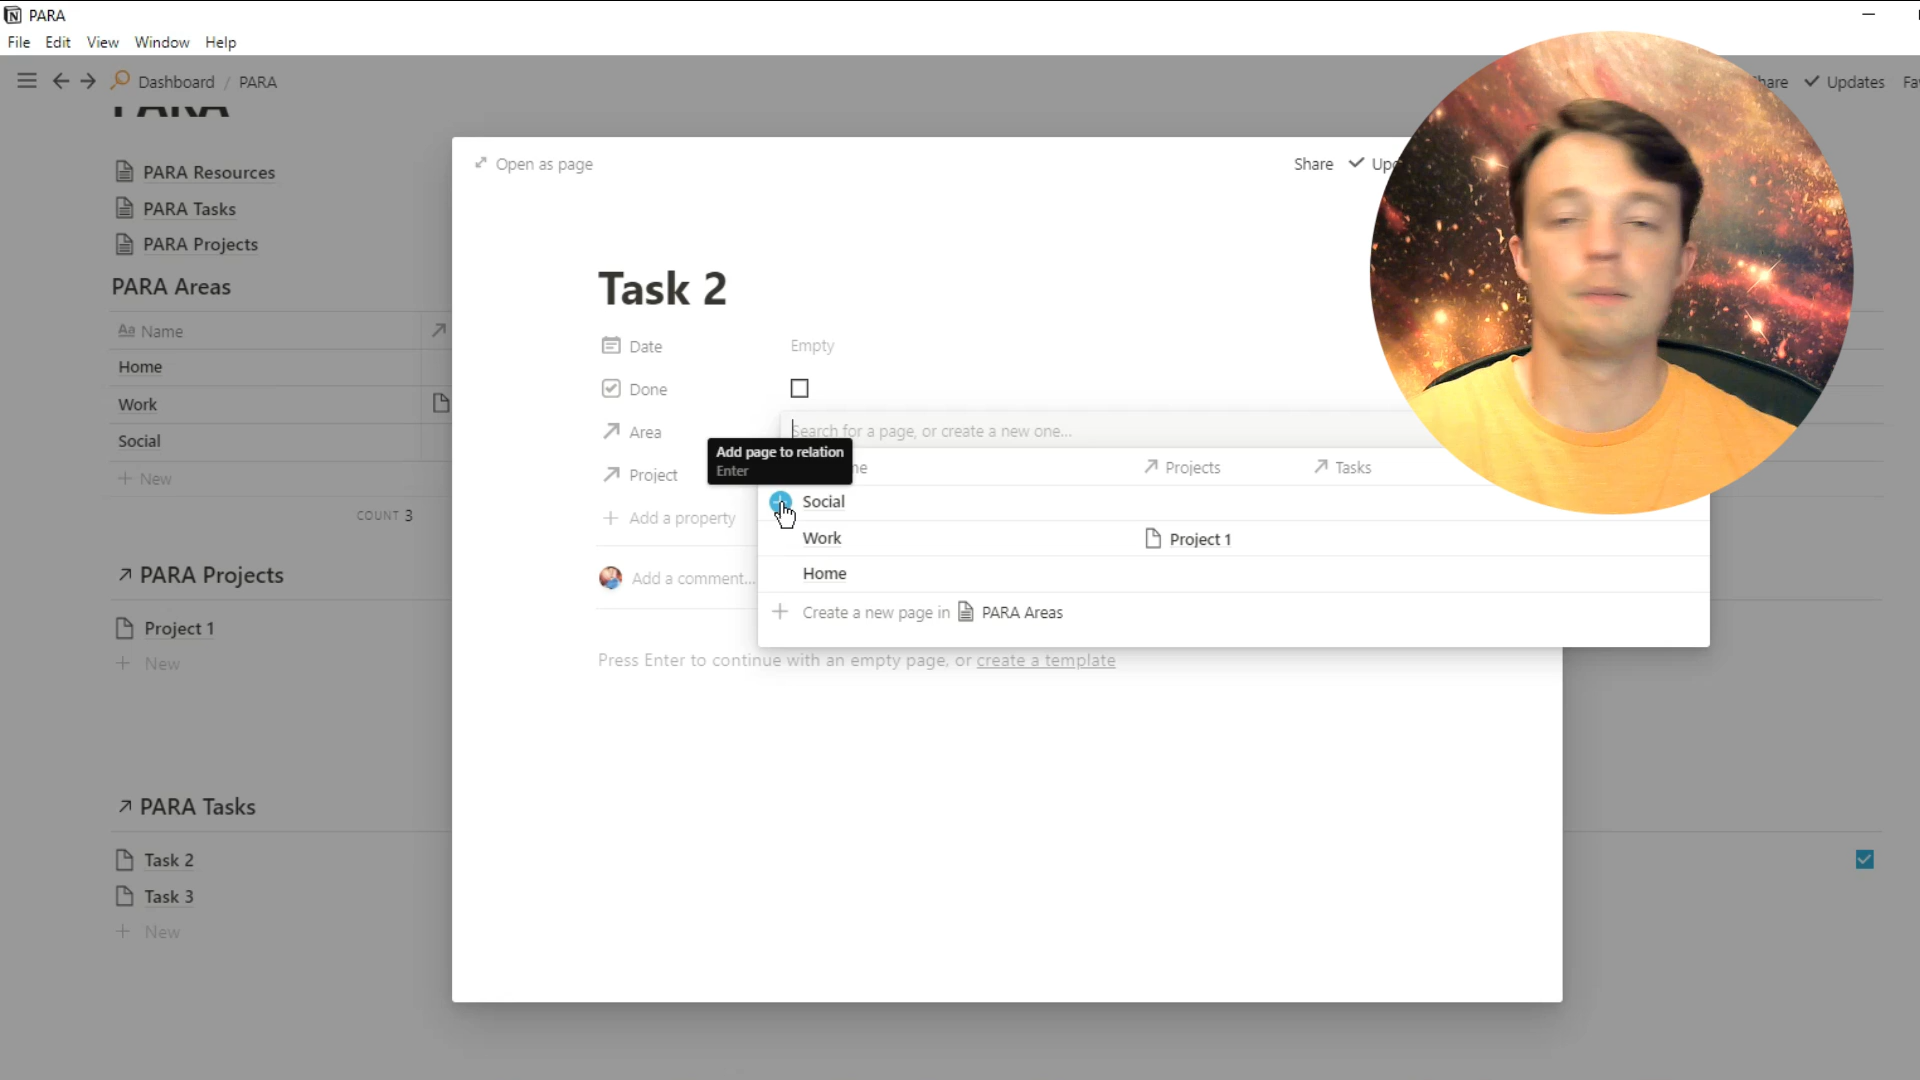 PARA
File Edit View Window Help
Dashboard / PARA
Share Updates
PARA
PARA Resources
PARA Tasks
PARA Projects
PARA Areas
Aa Name
Home
Work
Social
+ New
COUNT 3
PARA Projects
Project 1
+ New
PARA Tasks
Task 2
Task 3
+ New
Open as page
Share
Task 2
Date Empty
Done
Area Search for a page, or create a new one...
Add page to relation
Enter
Project
Projects Tasks
+ Add a property
Social
Work Project 1
Home
Add a comment...
+ Create a new page in PARA Areas
Press Enter to continue with an empty page, or create a template